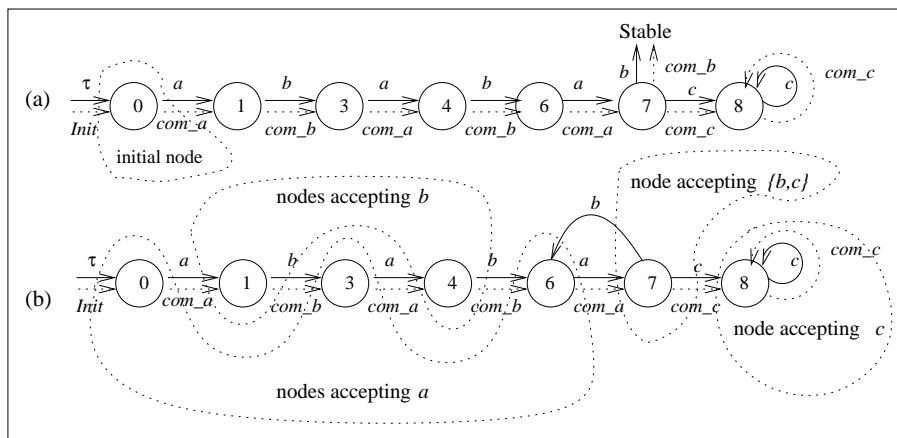 Stable
(a)
τ a b a b a b com_b c c com_c
0 1 3 4 6 7 8
Init com_a com_b com_a com_b com_a com_c
initial node
nodes accepting b
node accepting {b,c}
b
(b)
τ a b a b a c c com_c
0 1 3 4 6 7 8
Init com_a com_b com_a com_b com_a com_c
node accepting c
nodes accepting a